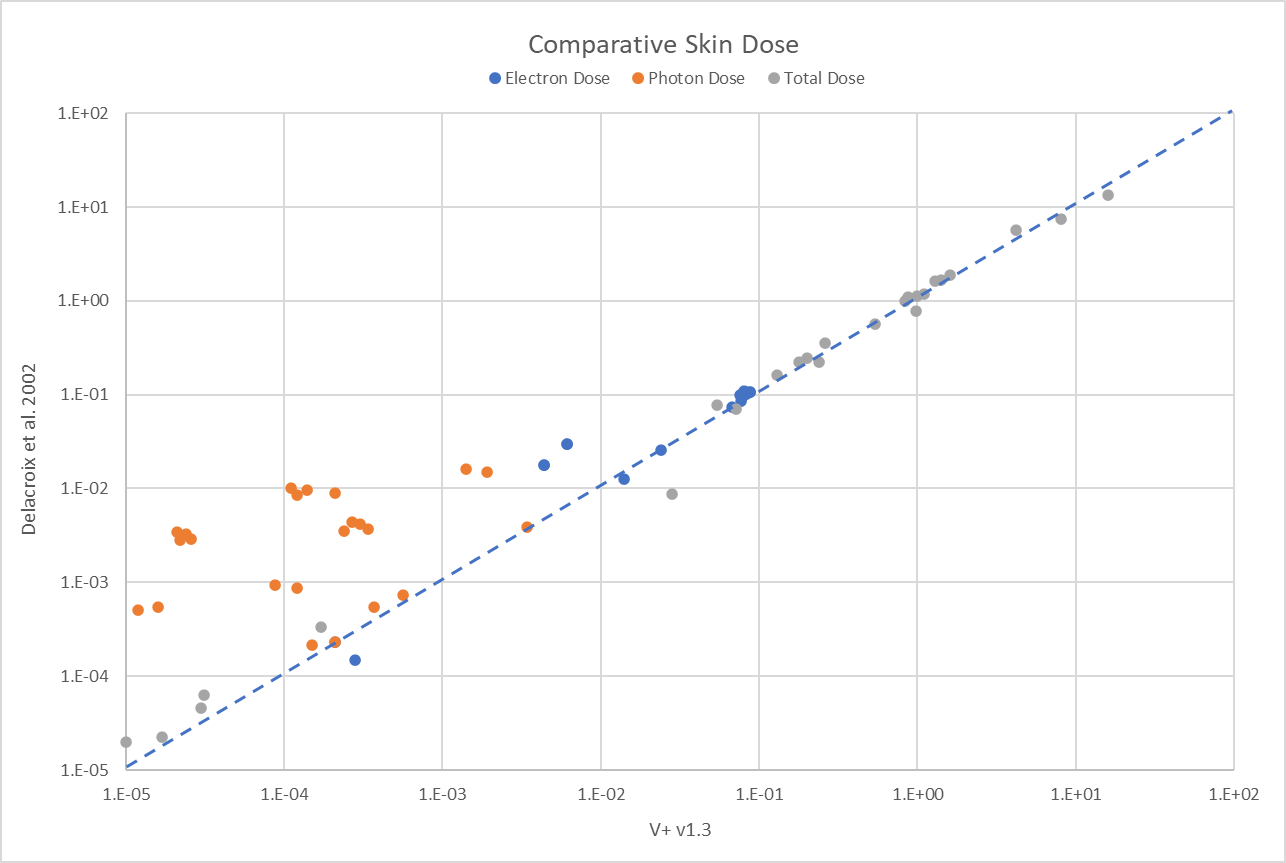 Comparative Skin Dose
Electron Dose Photon Dose Total Dose
1.E+02
1.E+01
1.E+00
1.E-01
1.E-02
1.E-03
1.E-04
1.E-05
Delacroix et al. 2002
1.E-05 1.E-04 1.E-03 1.E-02 1.E-01 1.E+00 1.E+01 1.E+02
V+ v1.3